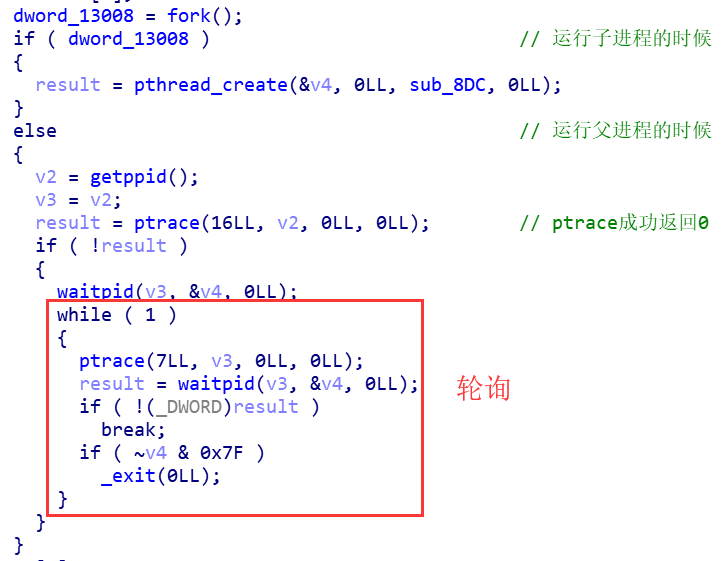 dword_13008 = fork();
if ( dword_13008 ) // 运行子进程的时候
{
result = pthread_create(&v4, 0LL, sub_8DC, 0LL);
}
else // 运行父进程的时候
{
v2 = getppid();
v3 = v2;
result = ptrace(16LL, v2, 0LL, 0LL); // ptrace成功返回0
if ( !result )
{
waitpid(v3, &v4, 0LL);
while ( 1 )
{
ptrace(7LL, v3, 0LL, 0LL);
result = waitpid(v3, &v4, 0LL);
if ( !(_DWORD)result )
break;
if ( ~v4 & 0x7F )
_exit(0LL);
}
轮询
}
}